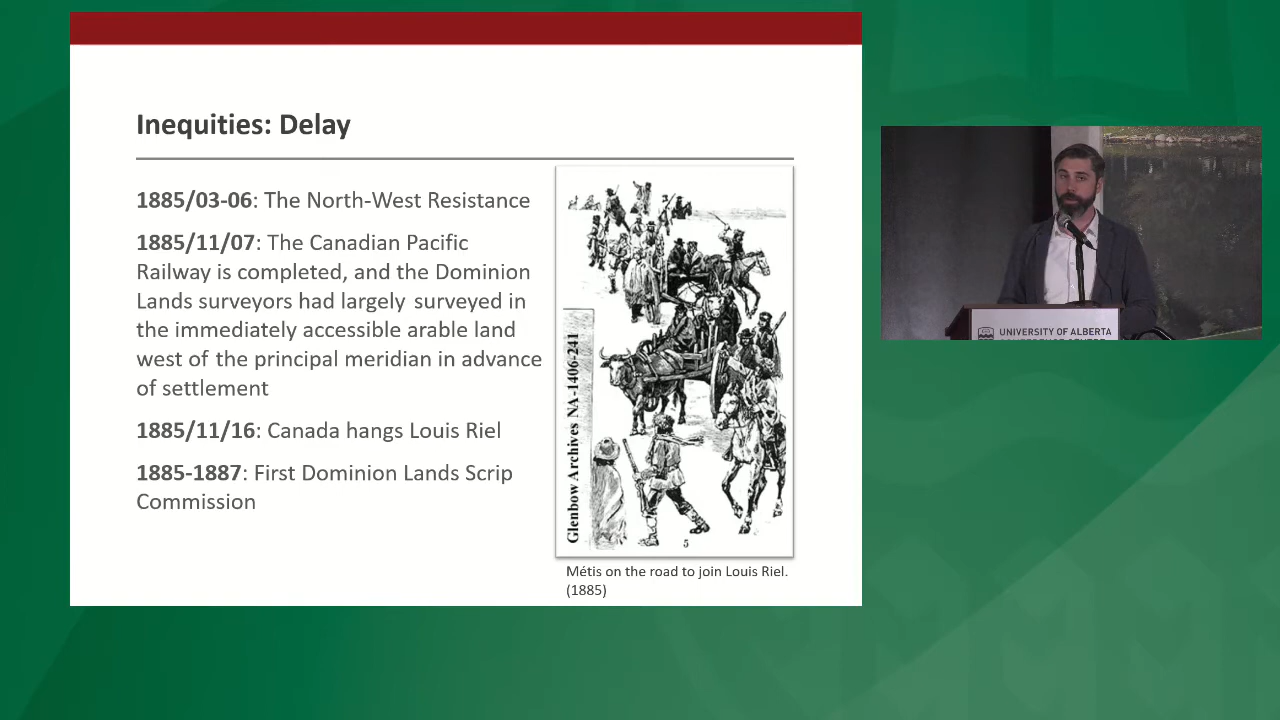 Inequities: Delay
1885/03-06: The North-West Resistance
1885/11/07: The Canadian Pacific
Railway is completed, and the Dominion
Lands surveyors had largely surveyed in
the immediately accessible arable land
west of the principal meridian in advance
of settlement
1885/11/16: Canada hangs Louis Riel
1885-1887: First Dominion Lands Scrip
Commission
Glenbow Archives NA-1406-241
5
Métis on the road to join Louis Riel.
(1885)
UNIVERSITY OF ALBERTA